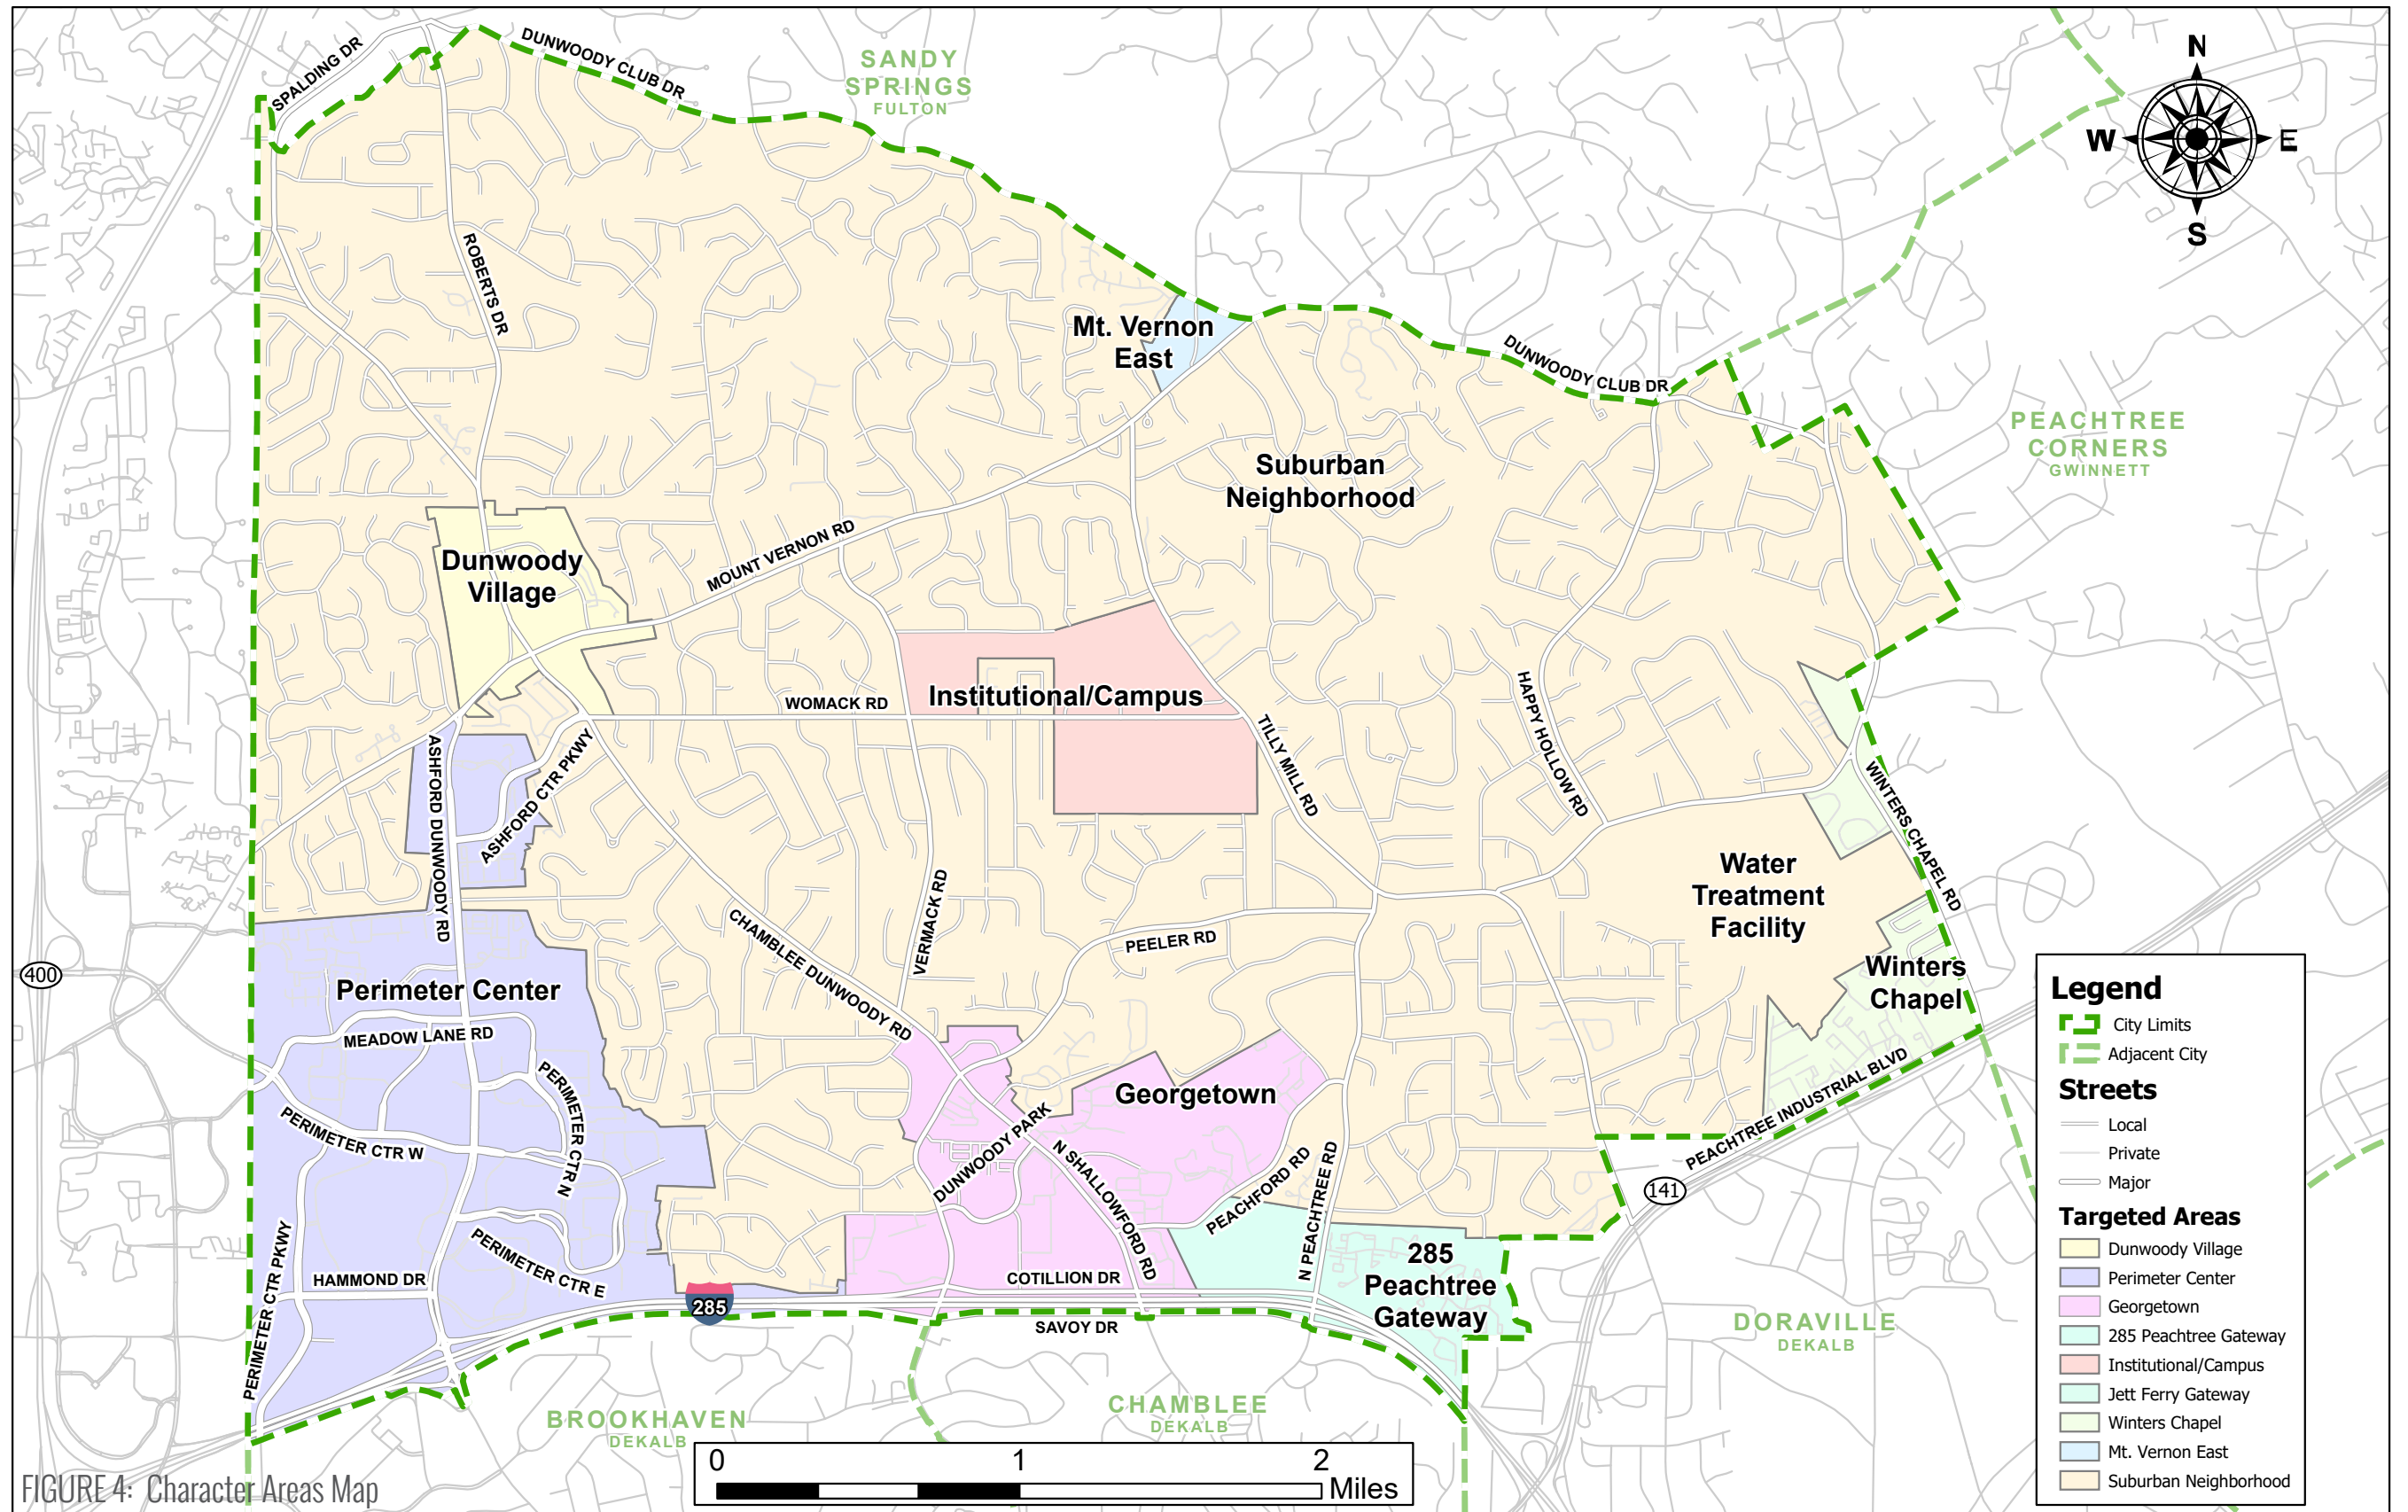 SPALDING DR
DUNWOODY CLUB DR
SANDY
SPRINGS
FULTON
N
W
E
S
ROBERTS DR
Mt. Vernon
East
DUNWOODY CLUB DR
PEACHTREE
CORNERS
GWINNETT
Suburban
Neighborhood
Dunwoody
Village
MOUNT VERNON RD
Institutional/Campus
WOMACK RD
HAPPY HOLLOW RD
TILLY MILL RD
ASHFORD DUNWOODY RD
ASHFORD CTR PKWY
WINTERS CHAPEL RD
Water
Treatment
Facility
VERMACK RD
CHAMBLEE DUNWOODY RD
PEELER RD
400
Perimeter Center
Winters
Chapel
MEADOW LANE RD
PERIMETER CTR N
Georgetown
PERIMETER CTR W
DUNWOODY PARK
N SHALLOWFORD RD
PEACHFORD RD
N PEACHTREE RD
PEACHTREE INDUSTRIAL BLVD
141
PERIMETER CTR PKWY
PERIMETER CTR E
HAMMOND DR
285
COTILLION DR
SAVOY DR
285
Peachtree
Gateway
DORAVILLE
DEKALB
BROOKHAVEN
DEKALB
CHAMBLEE
DEKALB
Legend
City Limits
Adjacent City
Streets
Local
Private
Major
Targeted Areas
Dunwoody Village
Perimeter Center
Georgetown
285 Peachtree Gateway
Institutional/Campus
Jett Ferry Gateway
Winters Chapel
Mt. Vernon East
Suburban Neighborhood
0 1 2
Miles
FIGURE 4: Character Areas Map